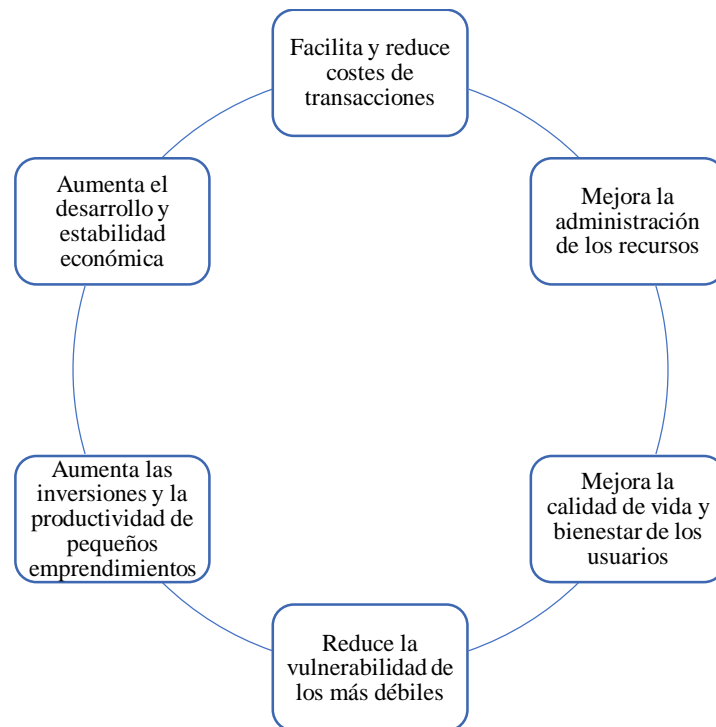 Facilita y reduce
costes de
transacciones
Mejora la
administración
de los recursos
Mejora la
calidad de vida y
bienestar de los
usuarios
Reduce la
vulnerabilidad de
los más débiles
Aumenta las
inversiones y la
productividad de
pequeños
emprendimientos
Aumenta el
desarrollo y
estabilidad
económica